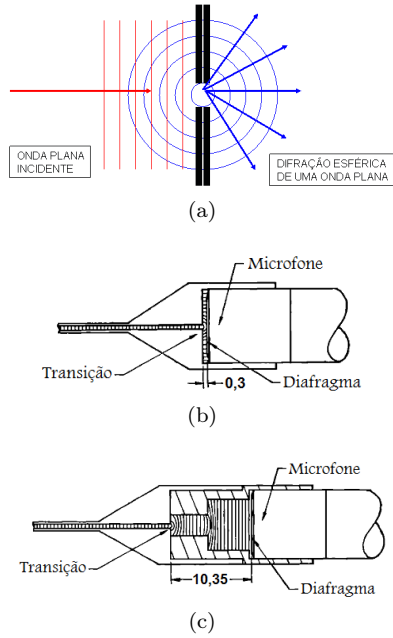 ONDA PLANA
INCIDENTE
DIFRAÇÃO ESFÉRICA
DE UMA ONDA PLANA
(a)
Microfone
Transição
Diafragma
0,3
(b)
Microfone
Transição
Diafragma
10,35
(c)